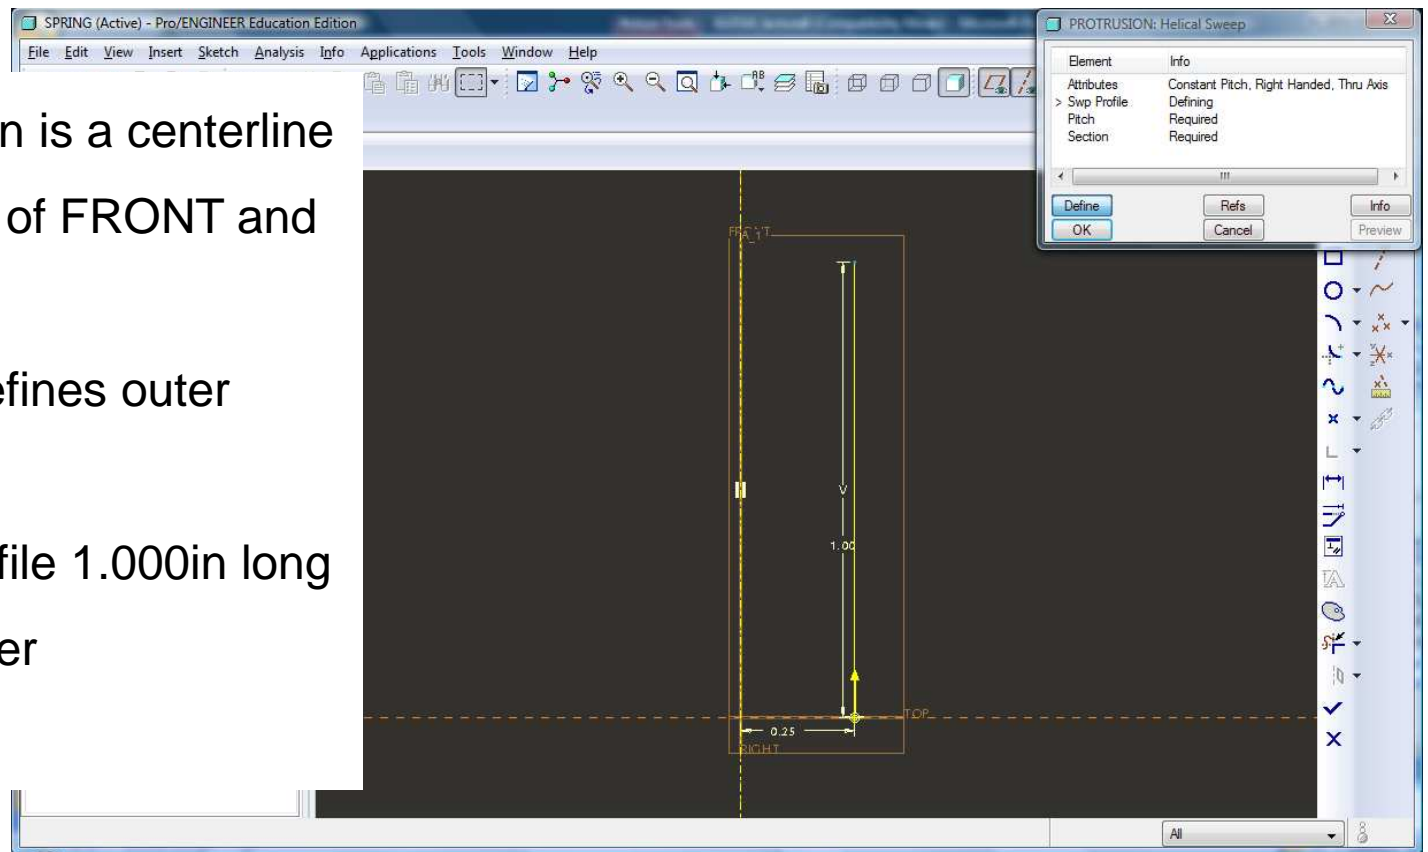 SPRING (Active) - Pro/ENGINEER Education Edition
File Edit View Insert Sketch Analysis Info Applications Tools Window Help
n is a centerline
of FRONT and
efines outer
file 1.000in long
er
PROTRUSION: Helical Sweep
Element Info
Attributes Constant Pitch, Right Handed, Thru Axis
> Swp Profile Defining
Pitch Required
Section Required
Define Refs Info
OK Cancel Preview
FRONT
A_1
V
1.00
TOP
0.25
RIGHT
All